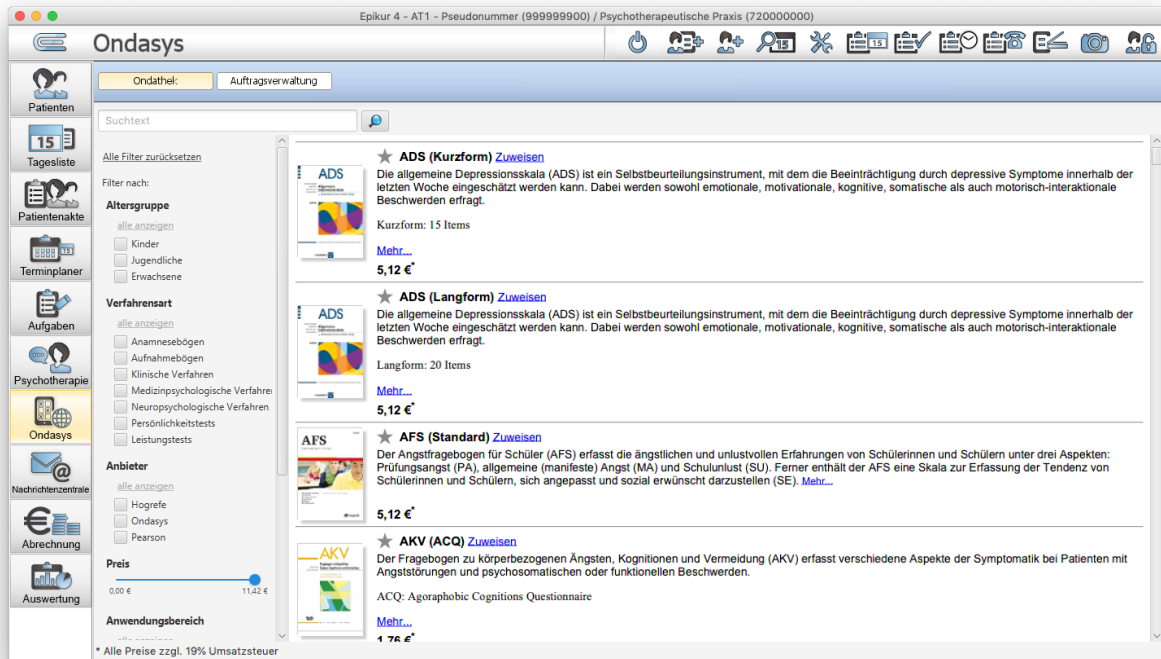 Epikur 4 - AT1 - Pseudonummer (999999900) / Psychotherapeutische Praxis (720000000)
Ondasys
15
15
Patienten
15
Tagesliste
Patientenakte
15
Terminplaner
Aufgaben
Psychotherapie
Ondasys
Nachrichtenzentrale
Abrechnung
Auswertung
Ondathek
Auftragsverwaltung
Suchtext
Alle Filter zurücksetzen
Filter nach:
Altersgruppe
alle anzeigen
Kinder
Jugendliche
Erwachsene
Verfahrensart
alle anzeigen
Anamnesebögen
Aufnahmebögen
Klinische Verfahren
Medizinpsychologische Verfahren
Neuropsychologische Verfahren
Persönlichkeitstests
Leistungstests
Anbieter
alle anzeigen
Hogrefe
Ondasys
Pearson
Preis
0,00 €
11,42 €
Anwendungsbereich
ADS
ADS (Kurzform) Zuweisen
Die allgemeine Depressionsskala (ADS) ist ein Selbstbeurteilungsinstrument, mit dem die Beeinträchtigung durch depressive Symptome innerhalb der
letzten Woche eingeschätzt werden kann. Dabei werden sowohl emotionale, motivationale, kognitive, somatische als auch motorisch-interaktionale
Beschwerden erfragt.
Kurzform: 15 Items
Mehr...
5,12 €*
ADS
ADS (Langform) Zuweisen
Die allgemeine Depressionsskala (ADS) ist ein Selbstbeurteilungsinstrument, mit dem die Beeinträchtigung durch depressive Symptome innerhalb der
letzten Woche eingeschätzt werden kann. Dabei werden sowohl emotionale, motivationale, kognitive, somatische als auch motorisch-interaktionale
Beschwerden erfragt.
Langform: 20 Items
Mehr...
5,12 €*
AFS
AFS (Standard) Zuweisen
Der Angstfragebogen für Schüler (AFS) erfasst die ängstlichen und unlustvollen Erfahrungen von Schülerinnen und Schülern unter drei Aspekten:
Prüfungsangst (PA), allgemeine (manifeste) Angst (MA) und Schulunlust (SU). Ferner enthält der AFS eine Skala zur Erfassung der Tendenz von
Schülerinnen und Schülern, sich angepasst und sozial erwünscht darzustellen (SE). Mehr...
5,12 €*
AKV
AKV (ACQ) Zuweisen
Der Fragebogen zu körperbezogenen Ängsten, Kognitionen und Vermeidung (AKV) erfasst verschiedene Aspekte der Symptomatik bei Patienten mit
Angststörungen und psychosomatischen oder funktionellen Beschwerden.
ACQ: Agoraphobic Cognitions Questionnaire
Mehr...
1,76 €*
* Alle Preise zzgl. 19% Umsatzsteuer